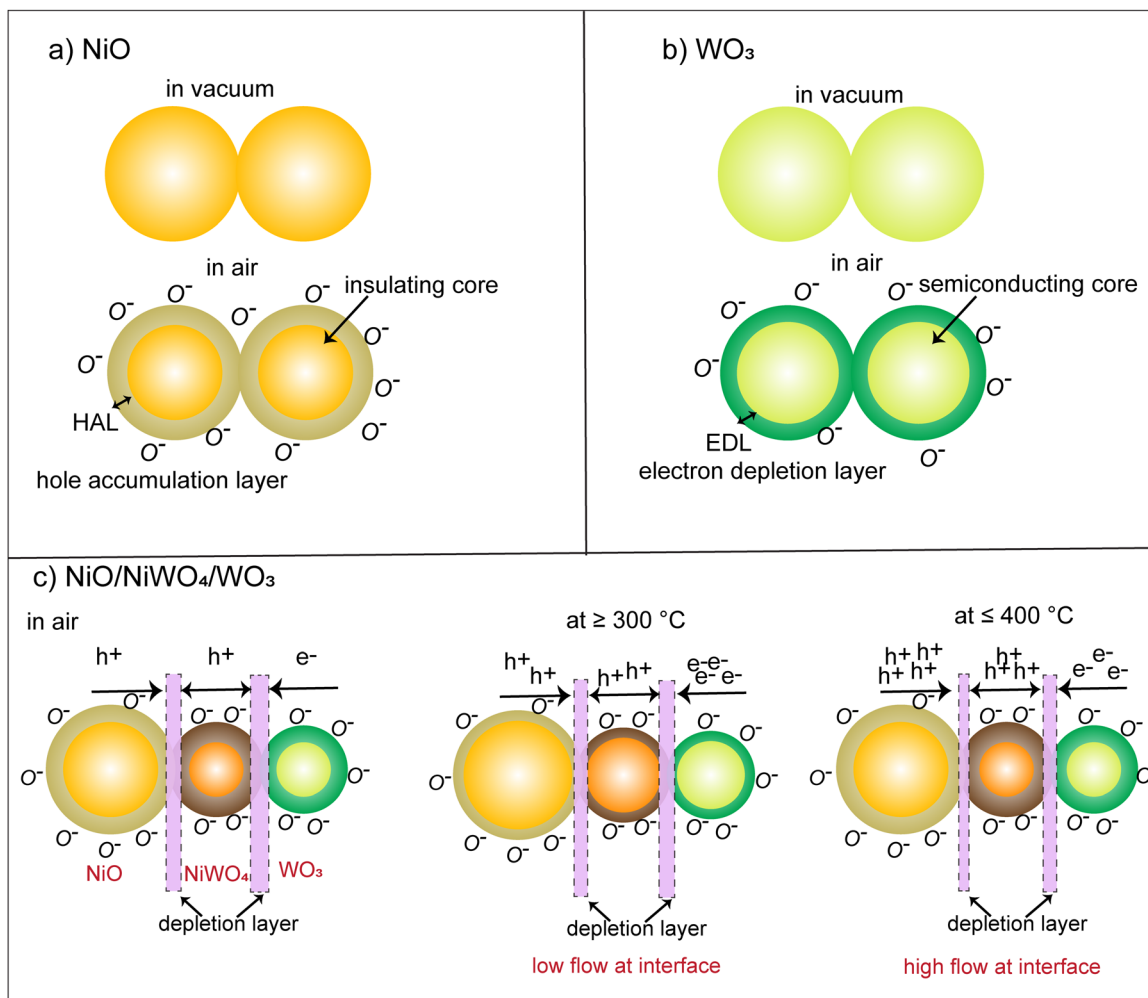 a) NiO
in vacuum
in air
insulating core
O⁻ O⁻ O⁻ O⁻ O⁻ O⁻ O⁻ O⁻ O⁻ O⁻
HAL
hole accumulation layer
b) WO₃
in vacuum
in air
semiconducting core
O⁻ O⁻ O⁻ O⁻ O⁻ O⁻ O⁻ O⁻
EDL
electron depletion layer
c) NiO/NiWO₄/WO₃
in air
h+ h+ e-
O⁻ O⁻ O⁻ O⁻ O⁻ O⁻
O⁻ O⁻
O⁻ O⁻ O⁻ O⁻ O⁻ O⁻ O⁻
NiO NiWO₄ WO₃
depletion layer
at ≥ 300 °C
h+ h+ h+ h+ e- e- e- e-
O⁻ O⁻ O⁻ O⁻ O⁻
O⁻ O⁻
O⁻ O⁻ O⁻ O⁻ O⁻ O⁻ O⁻
depletion layer
low flow at interface
at ≤ 400 °C
h+ h+ h+ h+ h+ h+ h+ e- e- e- e-
O⁻ O⁻ O⁻ O⁻ O⁻
O⁻ O
O⁻ O⁻ O⁻ O⁻ O⁻ O⁻ O⁻
depletion layer
high flow at interface